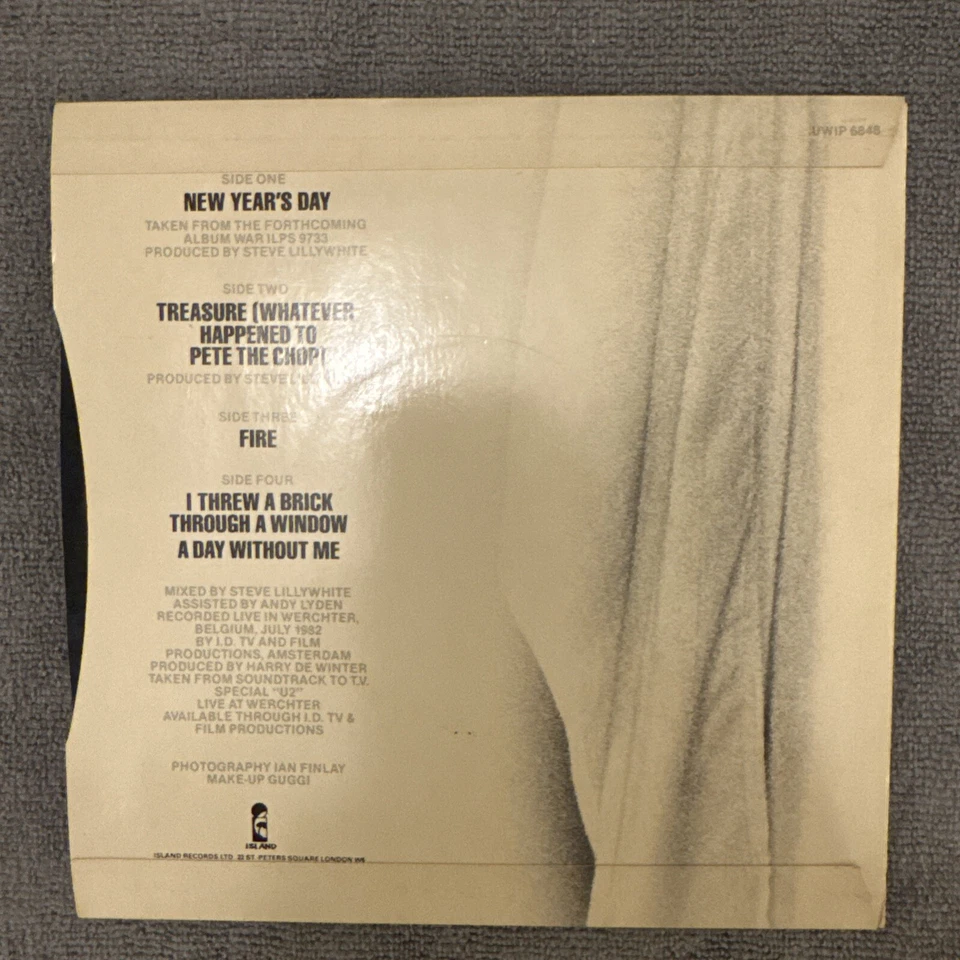 UWIP 6848
SIDE ONE
NEW YEAR'S DAY
TAKEN FROM THE FORTHCOMING
ALBUM WAR ILPS 9733
PRODUCED BY STEVE LILLYWHITE
SIDE TWO
TREASURE (WHATEVER
HAPPENED TO
PETE THE CHOP)
PRODUCED BY STEVE
SIDE THREE
FIRE
SIDE FOUR
I THREW A BRICK
THROUGH A WINDOW
A DAY WITHOUT ME
MIXED BY STEVE LILLYWHITE
ASSISTED BY ANDY LYDEN
RECORDED LIVE IN WERCHTER,
BELGIUM, JULY 1982
BY I.D. TV AND FILM
PRODUCTIONS, AMSTERDAM
PRODUCED BY HARRY DE WINTER
TAKEN FROM SOUNDTRACK TO T.V.
SPECIAL "U2"
LIVE AT WERCHTER
AVAILABLE THROUGH I.D. TV &
FILM PRODUCTIONS
PHOTOGRAPHY IAN FINLAY
MAKE-UP GUGGI
ISLAND
ISLAND RECORDS LTD 22 ST. PETERS SQUARE LONDON W6